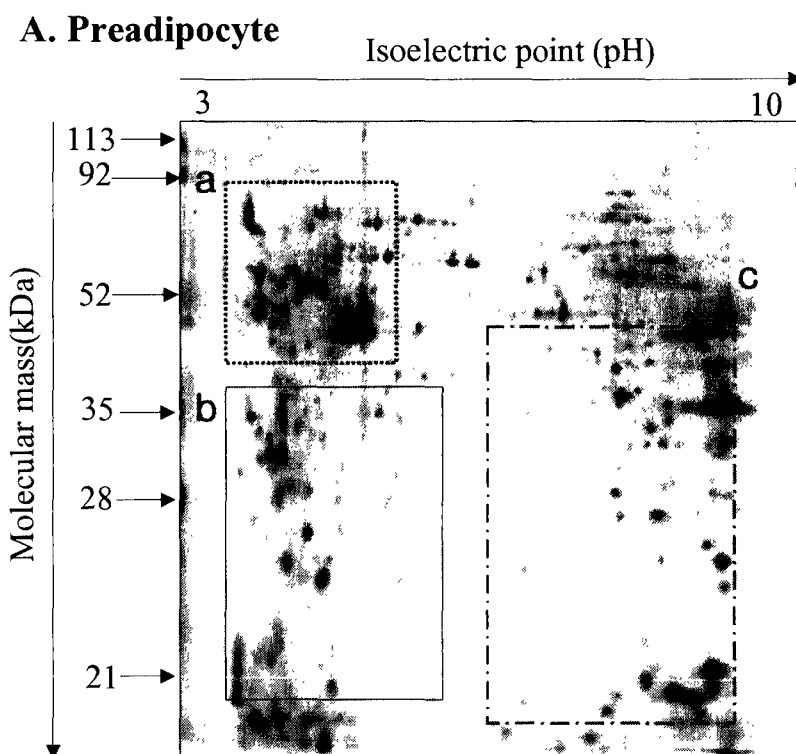 A. Preadipocyte
Isoelectric point (pH)
3 10
113
92
a
52
c
35
b
28
21
Molecular mass(kDa)